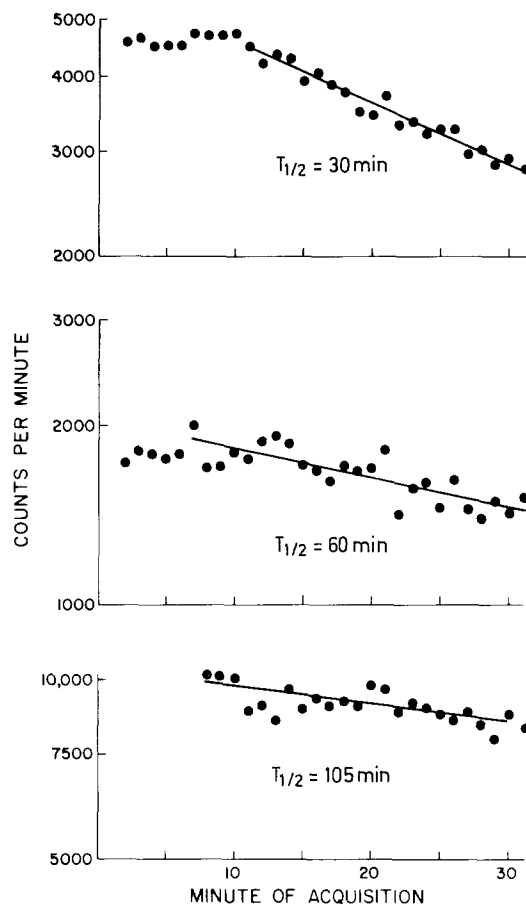 5000
4000
3000
2000
T1/2 = 30 min
3000
2000
1000
T1/2 = 60 min
COUNTS PER MINUTE
10,000
7500
5000
T1/2 = 105 min
10
20
30
MINUTE OF ACQUISITION